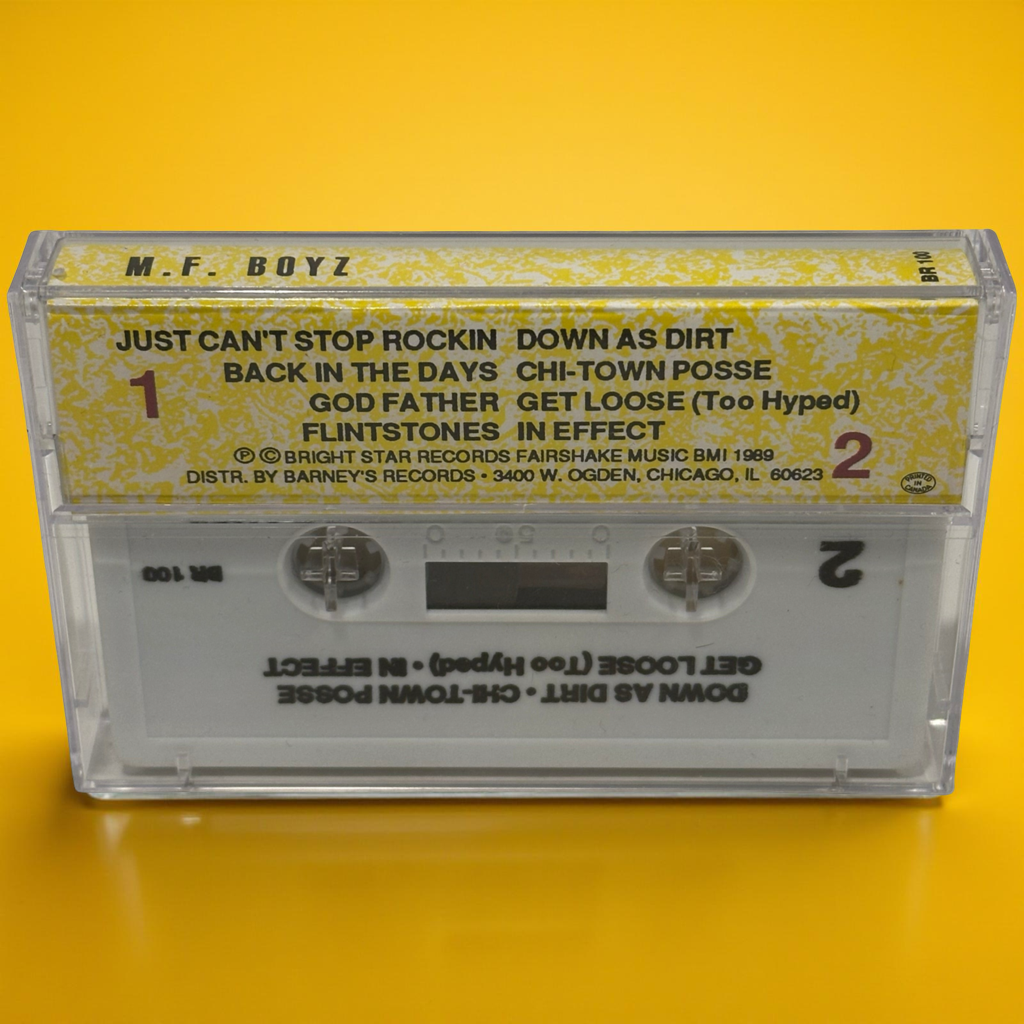 M.F. BOYZ
BR 100
JUST CAN'T STOP ROCKIN DOWN AS DIRT
BACK IN THE DAYS CHI-TOWN POSSE
1
GOD FATHER GET LOOSE (Too Hyped)
FLINTSTONES IN EFFECT
2
℗ © BRIGHT STAR RECORDS FAIRSHAKE MUSIC BMI 1989
DISTR. BY BARNEY'S RECORDS • 3400 W. OGDEN, CHICAGO, IL 60623
PRINTED
IN
CANADA
0 50 0
2
BR 100
DOWN AS DIRT • CHI-TOWN POSSE
GET LOOSE (Too Hyped) • IN EFFECT